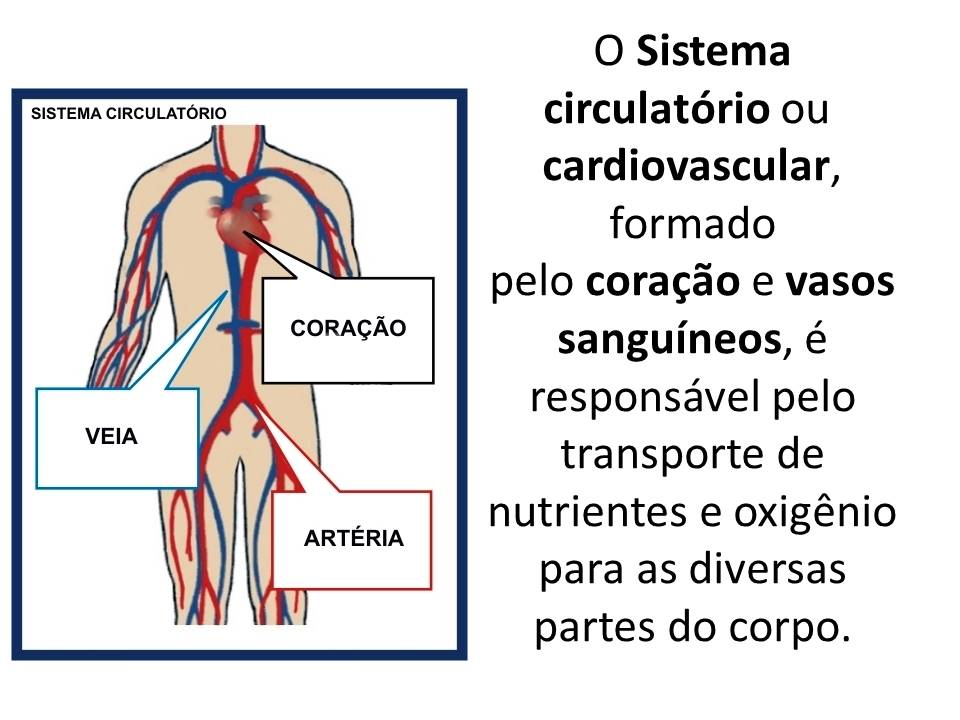 SISTEMA CIRCULATÓRIO
CORAÇÃO
VEIA
ARTÉRIA
O Sistema
circulatório ou
cardiovascular,
formado
pelo coração e vasos
sanguíneos, é
responsável pelo
transporte de
nutrientes e oxigênio
para as diversas
partes do corpo.